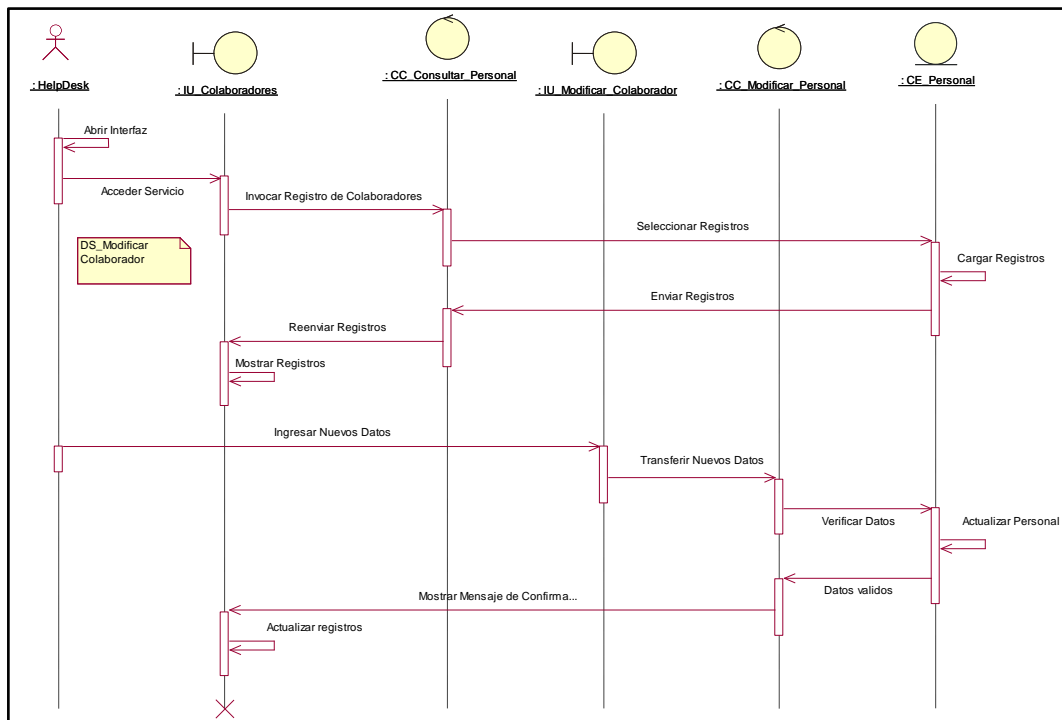 : HelpDesk
: IU_Colaboradores
: CC_Consultar_Personal
: IU_Modificar_Colaborador
: CC_Modificar_Personal
: CE_Personal
Abrir Interfaz
Acceder Servicio
Invocar Registro de Colaboradores
Seleccionar Registros
DS_Modificar
Colaborador
Cargar Registros
Enviar Registros
Reenviar Registros
Mostrar Registros
Ingresar Nuevos Datos
Transferir Nuevos Datos
Verificar Datos
Actualizar Personal
Datos validos
Mostrar Mensaje de Confirma...
Actualizar registros